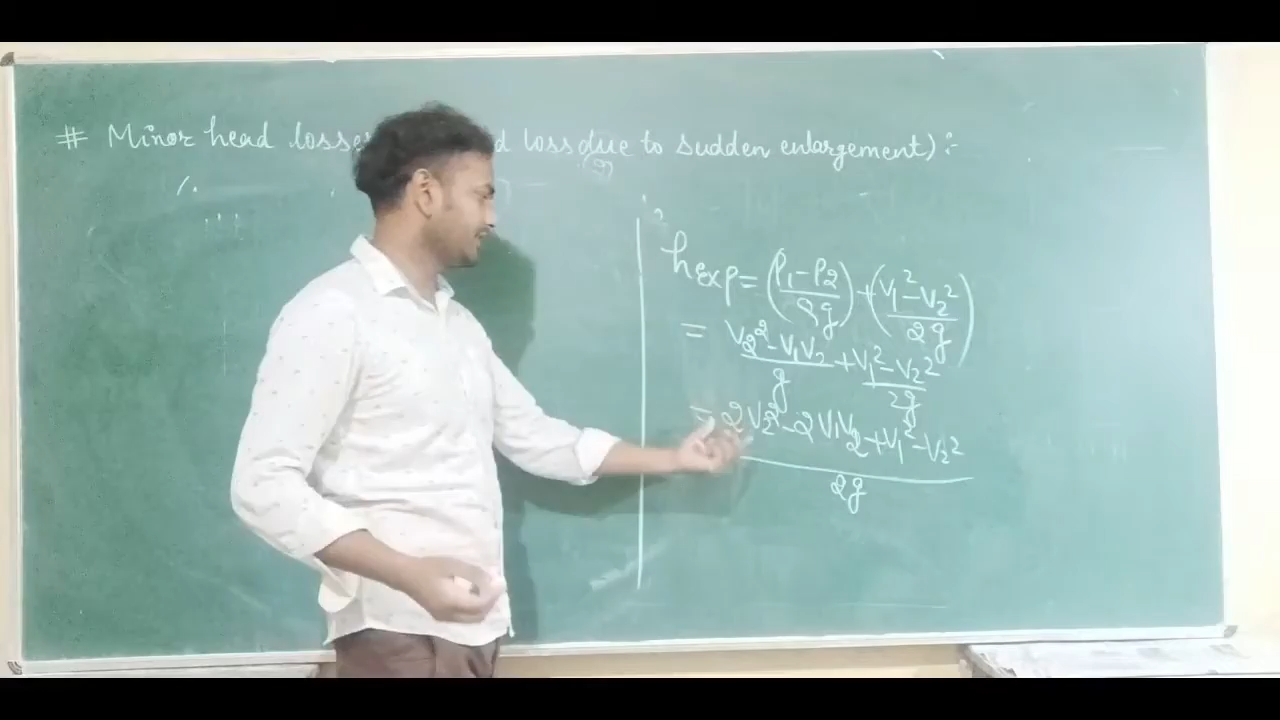 # Minor head losses loss due to sudden enlargement) :-
(g)
hexp = (P1-P2/ρg) + (V1²-V2²/2g)
= V2²-V1V2/g + V1²-V2²/2g
= 2V2²-2V1V2+V1²-V2²/2g